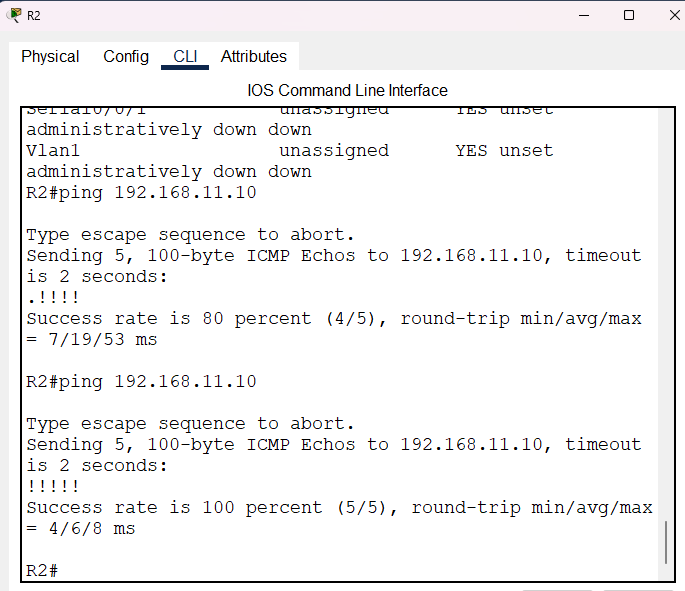 R2
Physical Config CLI Attributes
IOS Command Line Interface
Serial0/0/1 unassigned YES unset
administratively down down
Vlan1 unassigned YES unset
administratively down down
R2#ping 192.168.11.10
Type escape sequence to abort.
Sending 5, 100-byte ICMP Echos to 192.168.11.10, timeout
is 2 seconds:
.!!!!
Success rate is 80 percent (4/5), round-trip min/avg/max
= 7/19/53 ms
R2#ping 192.168.11.10
Type escape sequence to abort.
Sending 5, 100-byte ICMP Echos to 192.168.11.10, timeout
is 2 seconds:
!!!!!
Success rate is 100 percent (5/5), round-trip min/avg/max
= 4/6/8 ms
R2#